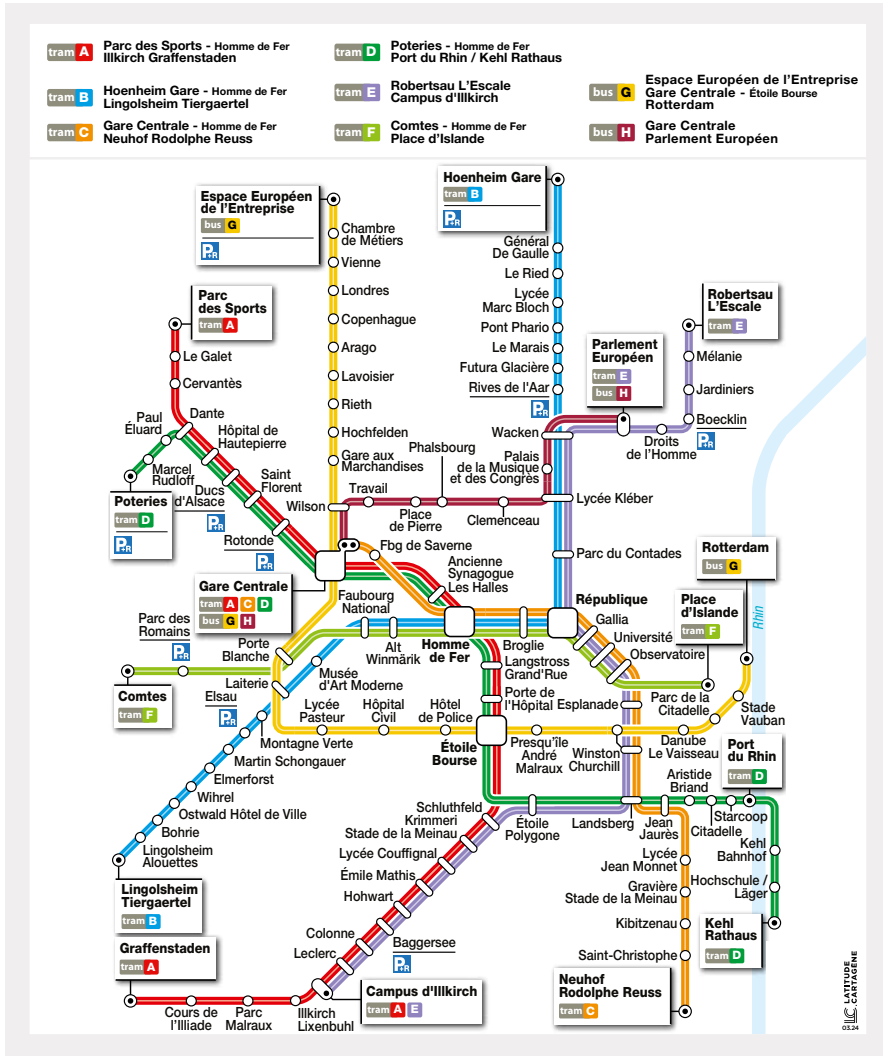 tram A Parc des Sports - Homme de Fer
Illkirch Graffenstaden
tram B Hoenheim Gare - Homme de Fer
Lingolsheim Tiergaertel
tram C Gare Centrale - Homme de Fer
Neuhof Rodolphe Reuss
tram D Poteries - Homme de Fer
Port du Rhin / Kehl Rathaus
tram E Robertsau L'Escale
Campus d'Illkirch
tram F Comtes - Homme de Fer
Place d'Islande
bus G Espace Européen de l'Entreprise
Gare Centrale - Étoile Bourse
Rotterdam
bus H Gare Centrale
Parlement Européen
Espace Européen
de l'Entreprise
bus G
P+R
Chambre
de Métiers
Vienne
Londres
Copenhague
Arago
Lavoisier
Rieth
Hochfelden
Gare aux
Marchandises
Wilson
Hoenheim Gare
tram B
P+R
Général
De Gaulle
Le Ried
Lycée
Marc Bloch
Pont Phario
Le Marais
Futura Glacière
Rives de l'Aar
P+R
Wacken
Palais
de la Musique
et des Congrès
Lycée Kléber
Parc du Contades
Parlement
Européen
tram E
bus H
Robertsau
L'Escale
tram E
Mélanie
Jardiniers
Boecklin
P+R
Droits
de l'Homme
Parc
des Sports
tram A
Le Galet
Cervantès
Dante
Paul
Éluard
Marcel
Rudloff
Poteries
tram D
P+R
Hôpital de
Hautepierre
Ducs
d'Alsace
P+R
Saint
Florent
Rotonde
P+R
Travail
Phalsbourg
Place
de Pierre
Clemenceau
Fbg de Saverne
Ancienne
Synagogue
Les Halles
Gare Centrale
tram A C D
bus G H
Faubourg
National
Alt
Winmärik
Homme
de Fer
Broglie
République
Gallia
Université
Observatoire
Rotterdam
bus G
Place
d'Islande
tram F
Rhin
Parc des
Romains
P+R
Porte
Blanche
Comtes
tram F
Laiterie
Elsau
P+R
Musée
d'Art Moderne
Montagne Verte
Martin Schongauer
Elmerforst
Wihrel
Ostwald Hôtel de Ville
Bohrie
Lingolsheim
Alouettes
Lingolsheim
Tiergaertel
tram B
Lycée
Pasteur
Hôpital
Civil
Hôtel
de Police
Étoile
Bourse
Langstross
Grand'Rue
Porte de
l'Hôpital
Esplanade
Presqu'île
André
Malraux
Winston
Churchill
Danube
Le Vaisseau
Parc de la
Citadelle
Stade
Vauban
Port
du Rhin
tram D
Aristide
Briand
Starcoop
Citadelle
Jean
Jaurès
Landsberg
Étoile
Polygone
Kehl
Bahnhof
Hochschule /
Läger
Kehl
Rathaus
tram D
Lycée
Jean Monnet
Gravière
Stade de la Meinau
Kibitzenau
Saint-Christophe
Neuhof
Rodolphe Reuss
tram C
Schluthfeld
Krimmeri
Stade de la Meinau
Lycée Couffignal
Émile Mathis
Hohwart
Colonne
Leclerc
Baggersee
P+R
Campus d'Illkirch
tram A E
Illkirch
Lixenbuhl
Parc
Malraux
Cours de
l'Illiade
Graffenstaden
tram A
LATITUDE
CARTAGÈNE
03.24